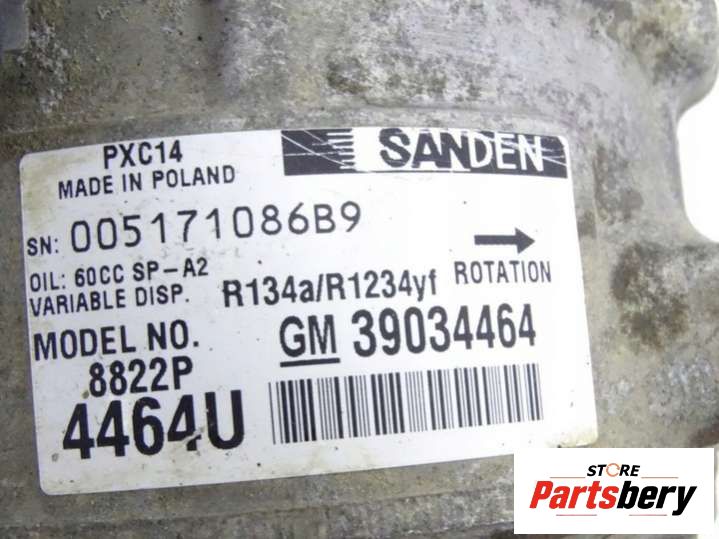 PXC14
SANDEN
MADE IN POLAND
SN: 005171086B9
OIL: 60CC SP-A2
VARIABLE DISP.
R134a/R1234yf
ROTATION
MODEL NO.
8822P
GM 39034464
4464U
STORE
Partsbery